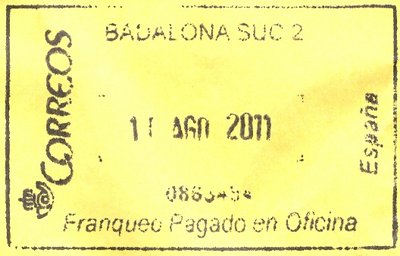 BADALONA SUC 2
CORREOS
AGO 2011
España
Franqueo Pagado en Oficina